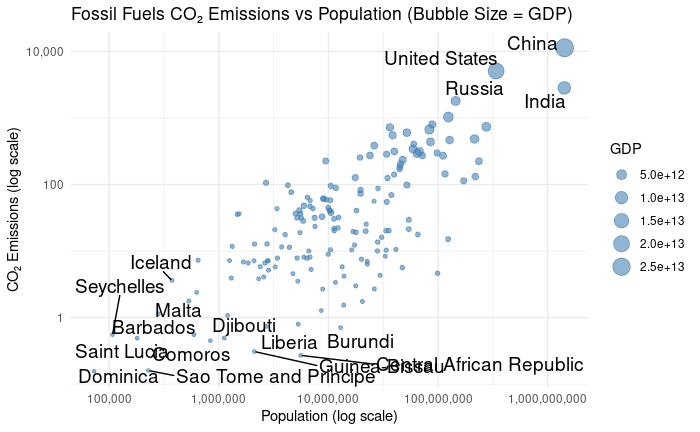 Fossil Fuels CO₂ Emissions vs Population (Bubble Size = GDP)
CO₂ Emissions (log scale)
10,000
100
1
China
United States
Russia
India
Iceland
Seychelles
Malta
Barbados
Djibouti
Saint Lucia
Comoros
Liberia
Burundi
Guinea-Bissau
Central African Republic
Dominica
Sao Tome and Principe
100,000
1,000,000
10,000,000
100,000,000
1,000,000,000
Population (log scale)
GDP
5.0e+12
1.0e+13
1.5e+13
2.0e+13
2.5e+13